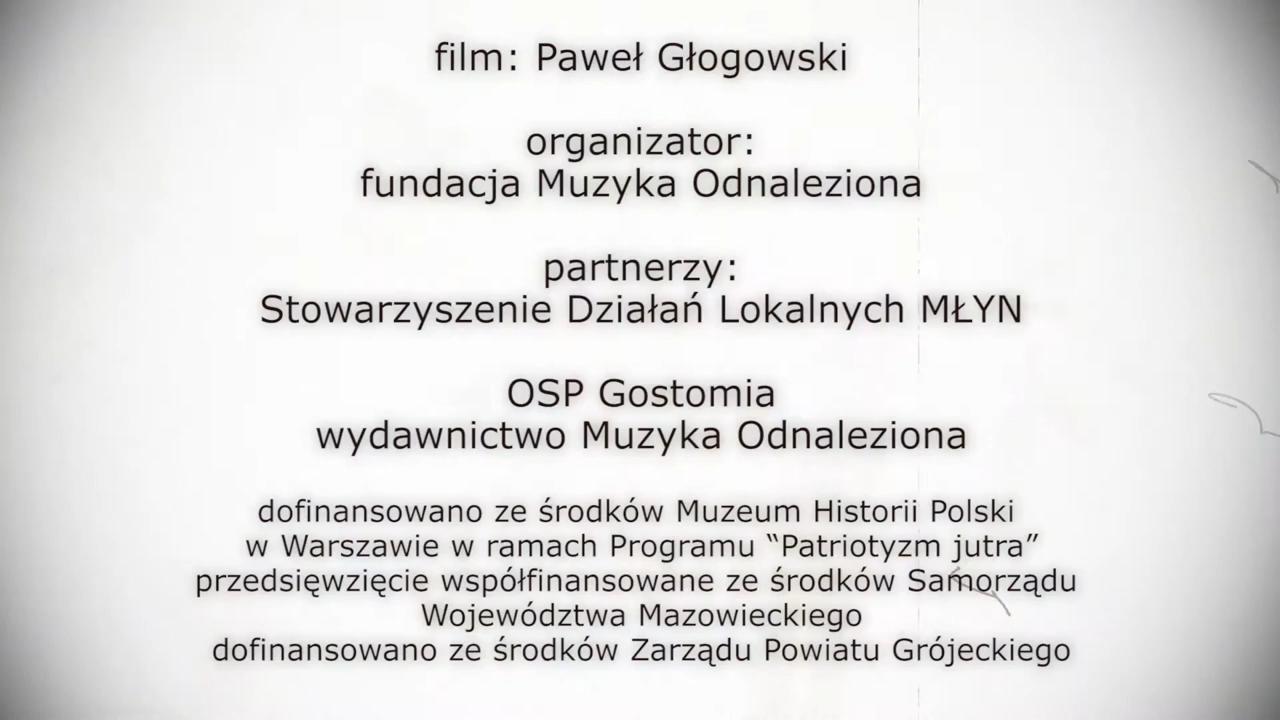 film: Paweł Głogowski
organizator:
fundacja Muzyka Odnaleziona
partnerzy:
Stowarzyszenie Działań Lokalnych MŁYN
OSP Gostomia
wydawnictwo Muzyka Odnaleziona
dofinansowano ze środków Muzeum Historii Polski
w Warszawie w ramach Programu “Patriotyzm jutra”
przedsięwzięcie współfinansowane ze środków Samorządu
Województwa Mazowieckiego
dofinansowano ze środków Zarządu Powiatu Grójeckiego